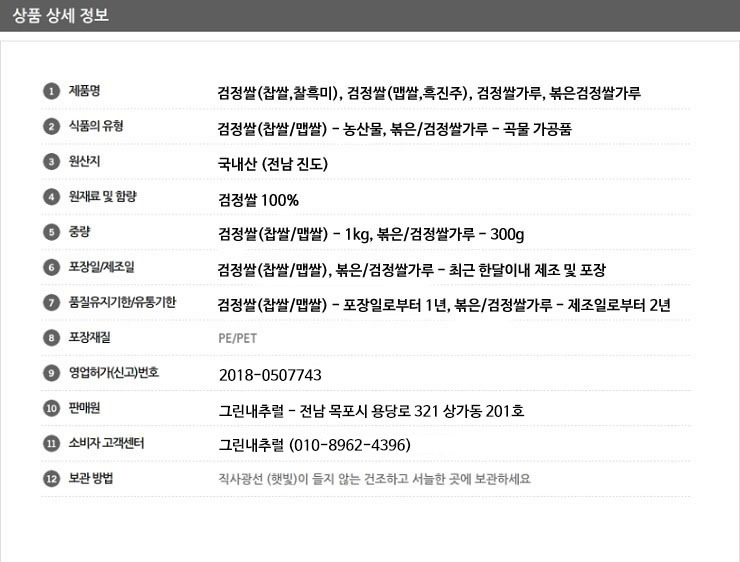 상품 상세 정보
1 제품명 검정쌀(찹쌀,찰흑미), 검정쌀(맵쌀,흑진주), 검정쌀가루, 볶은검정쌀가루
2 식품의 유형 검정쌀(찹쌀/맵쌀) - 농산물, 볶은/검정쌀가루 - 곡물 가공품
3 원산지 국내산 (전남 진도)
4 원재료 및 함량 검정쌀 100%
5 중량 검정쌀(찹쌀/맵쌀) - 1kg, 볶은/검정쌀가루 - 300g
6 포장일/제조일 검정쌀(찹쌀/맵쌀), 볶은/검정쌀가루 - 최근 한달이내 제조 및 포장
7 품질유지기한/유통기한 검정쌀(찹쌀/맵쌀) - 포장일로부터 1년, 볶은/검정쌀가루 - 제조일로부터 2년
8 포장재질 PE/PET
9 영업허가(신고)번호 2018-0507743
10 판매원 그린내추럴 - 전남 목포시 용당로 321 상가동 201호
11 소비자 고객센터 그린내추럴 (010-8962-4396)
12 보관 방법 직사광선 (햇빛)이 들지 않는 건조하고 서늘한 곳에 보관하세요